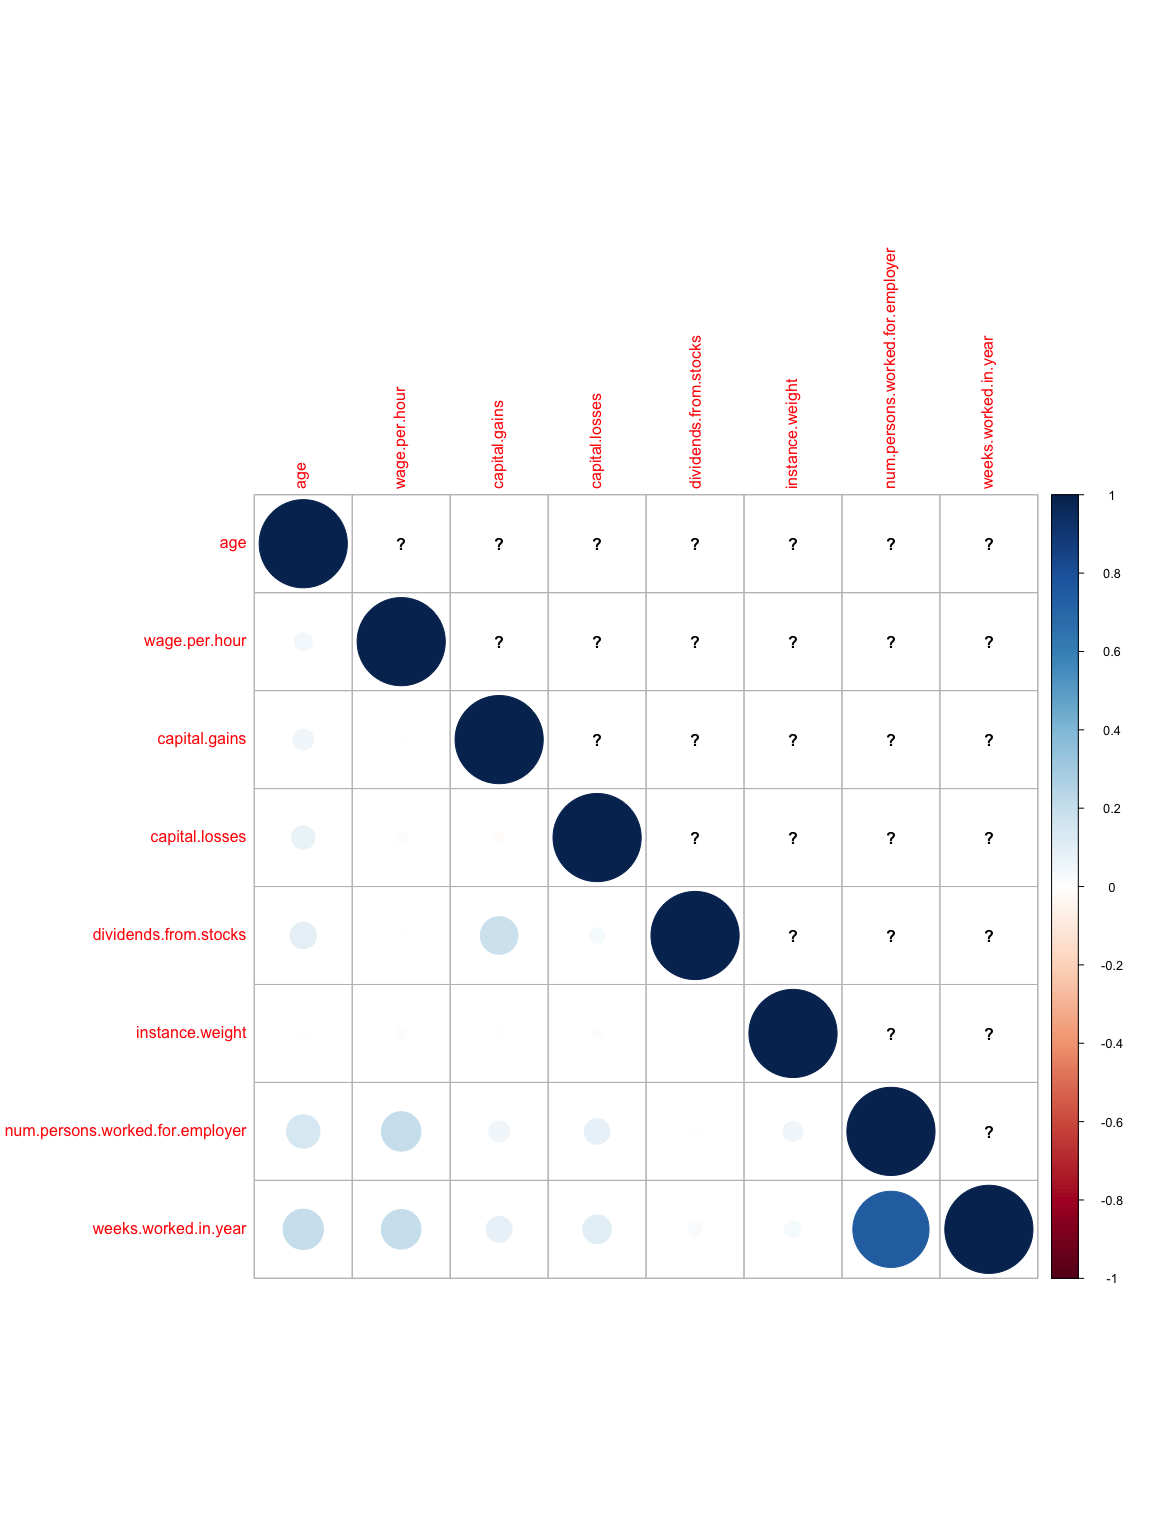 age
wage.per.hour
capital.gains
capital.losses
dividends.from.stocks
instance.weight
num.persons.worked.for.employer
weeks.worked.in.year
age ? ? ? ? ? ? ?
wage.per.hour ? ? ? ? ? ?
capital.gains ? ? ? ? ?
capital.losses ? ? ? ?
dividends.from.stocks ? ? ?
instance.weight ? ?
num.persons.worked.for.employer ?
weeks.worked.in.year
1
0.8
0.6
0.4
0.2
0
-0.2
-0.4
-0.6
-0.8
-1